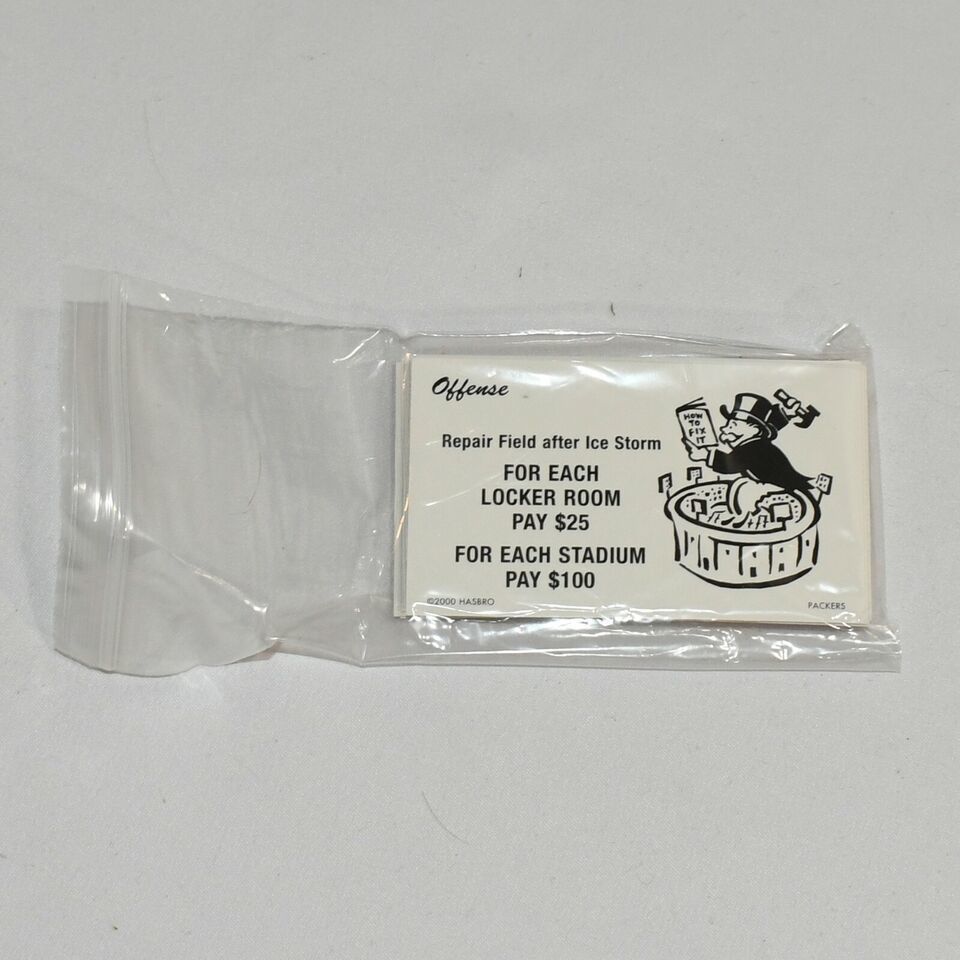 Offense
Repair Field after Ice Storm
FOR EACH
LOCKER ROOM
PAY $25
FOR EACH STADIUM
PAY $100
HOW
TO
FIX
IT
©2000 HASBRO
PACKERS